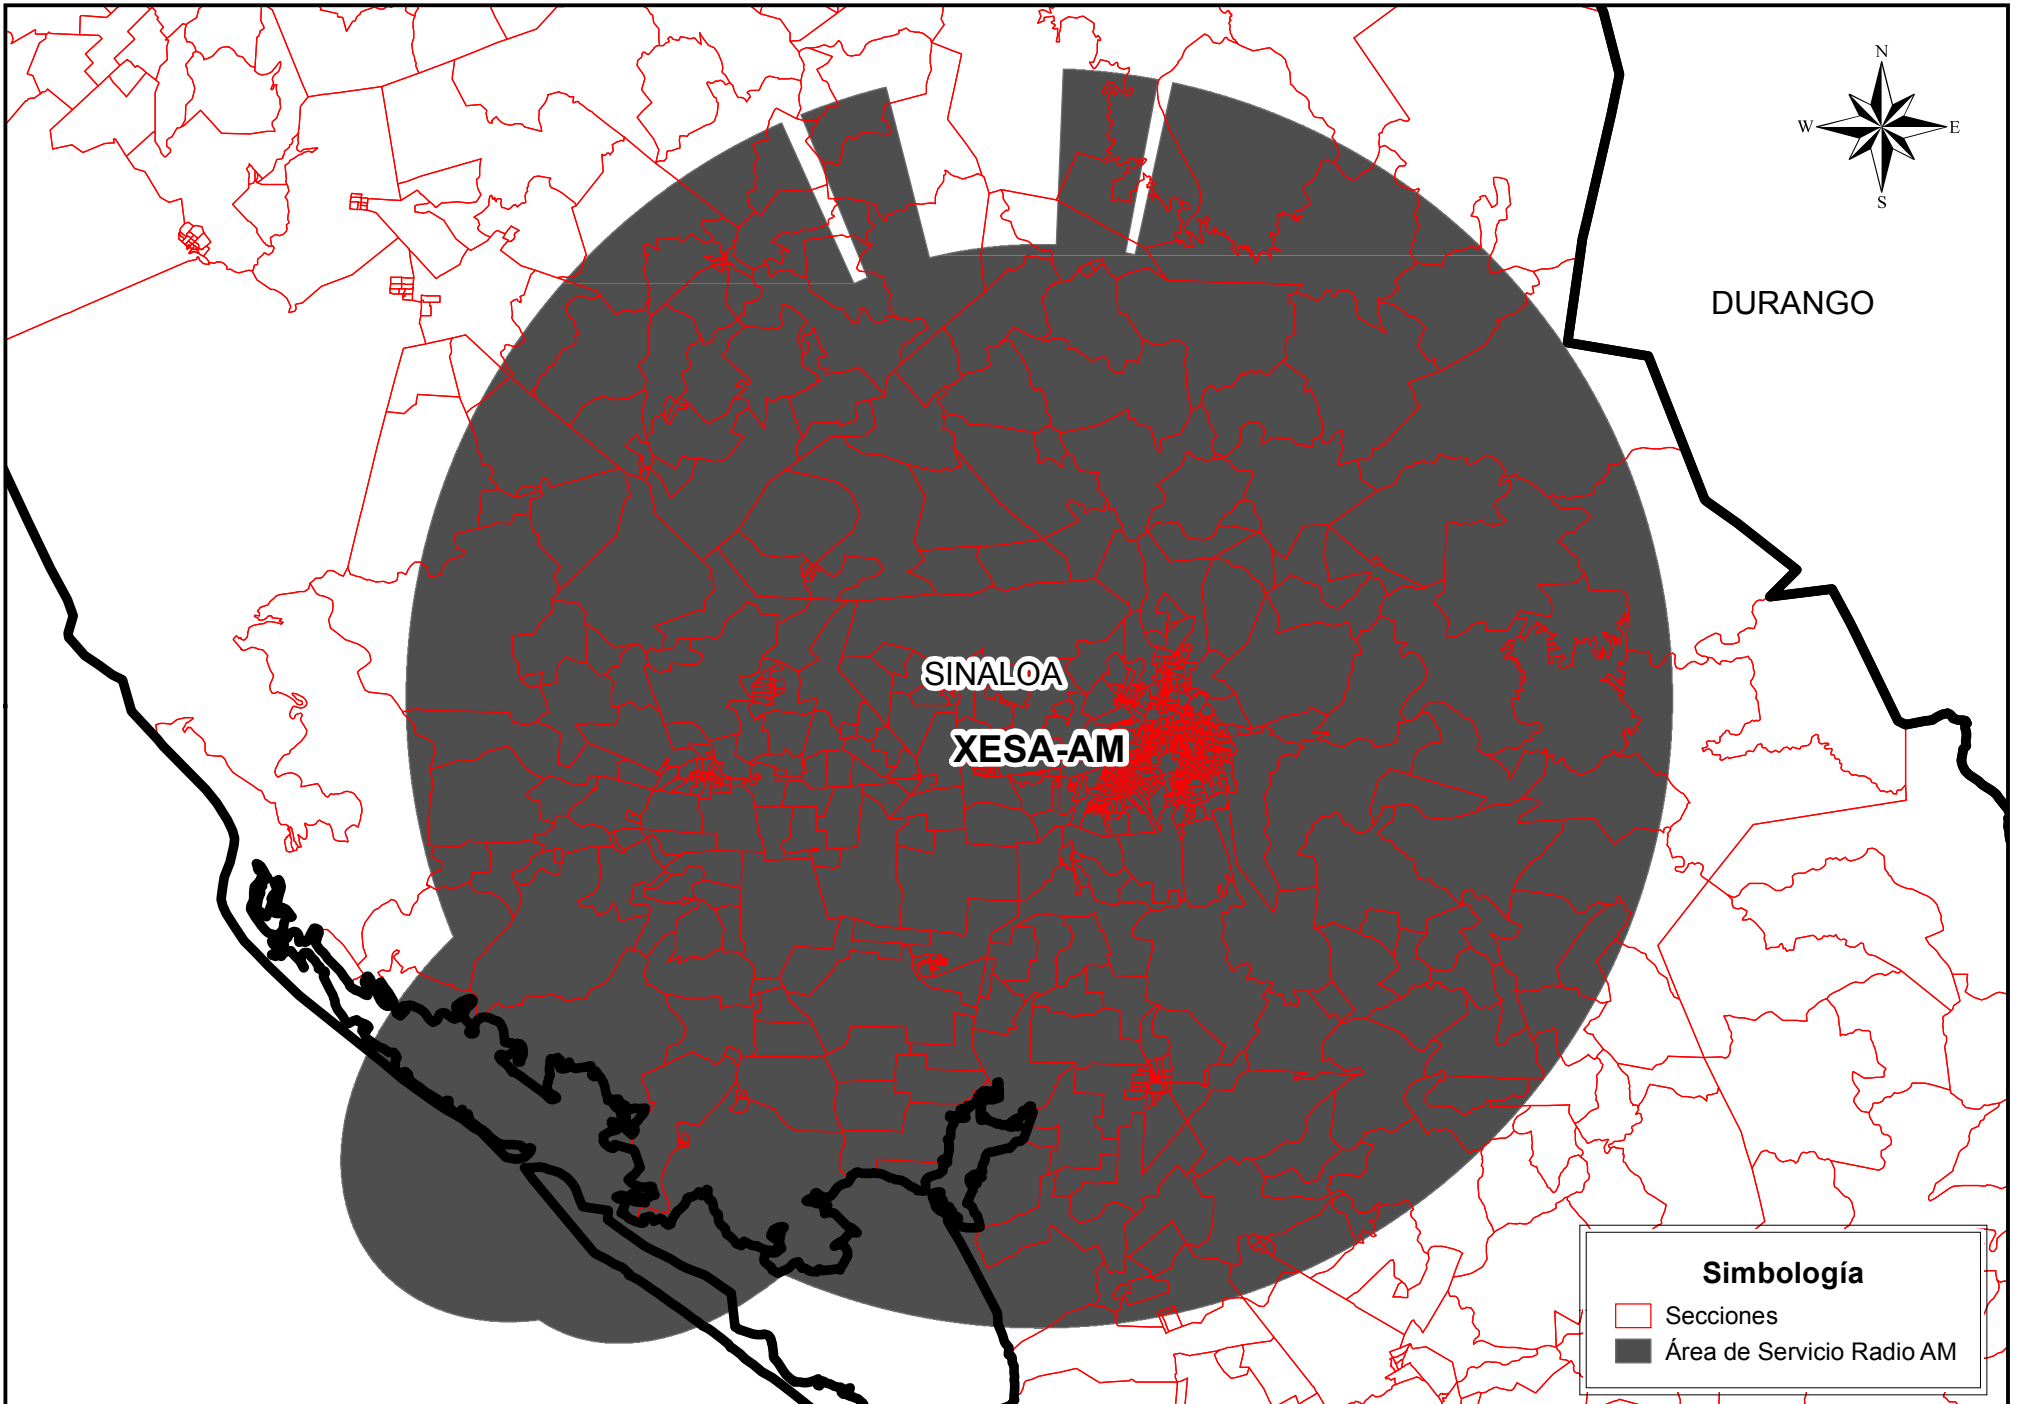 N
W E
S
DURANGO
SINALOA
XESA-AM
Simbología
Secciones
Área de Servicio Radio AM